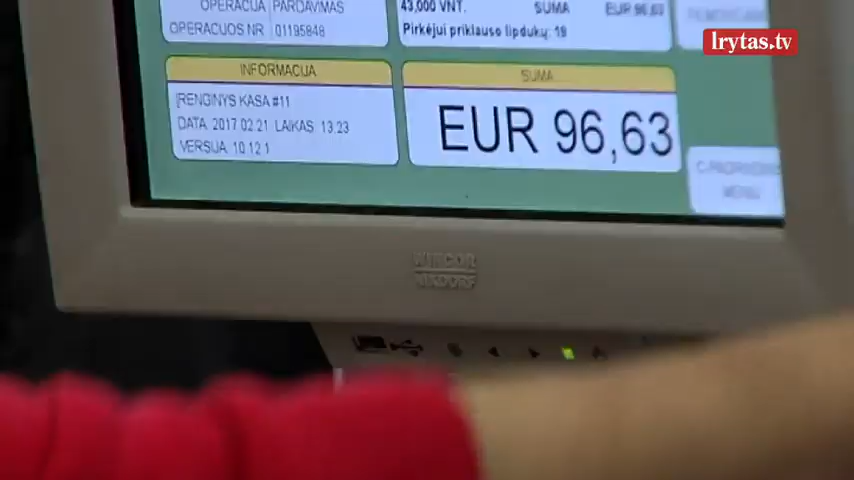 OPERACIJA PARDAVIMAS
OPERACIJOS NR 01195848
43,000 VNT. SUMA EUR 96,63
Pirkėjui priklauso lipdukų: 19
lrytas.tv
INFORMACIJA
ĮRENGINYS KASA #11
DATA 2017.02.21 LAIKAS 13:23
VERSIJA 10.12.1
SUMA
EUR 96,63
MENIU
WINCOR
NIXDORF